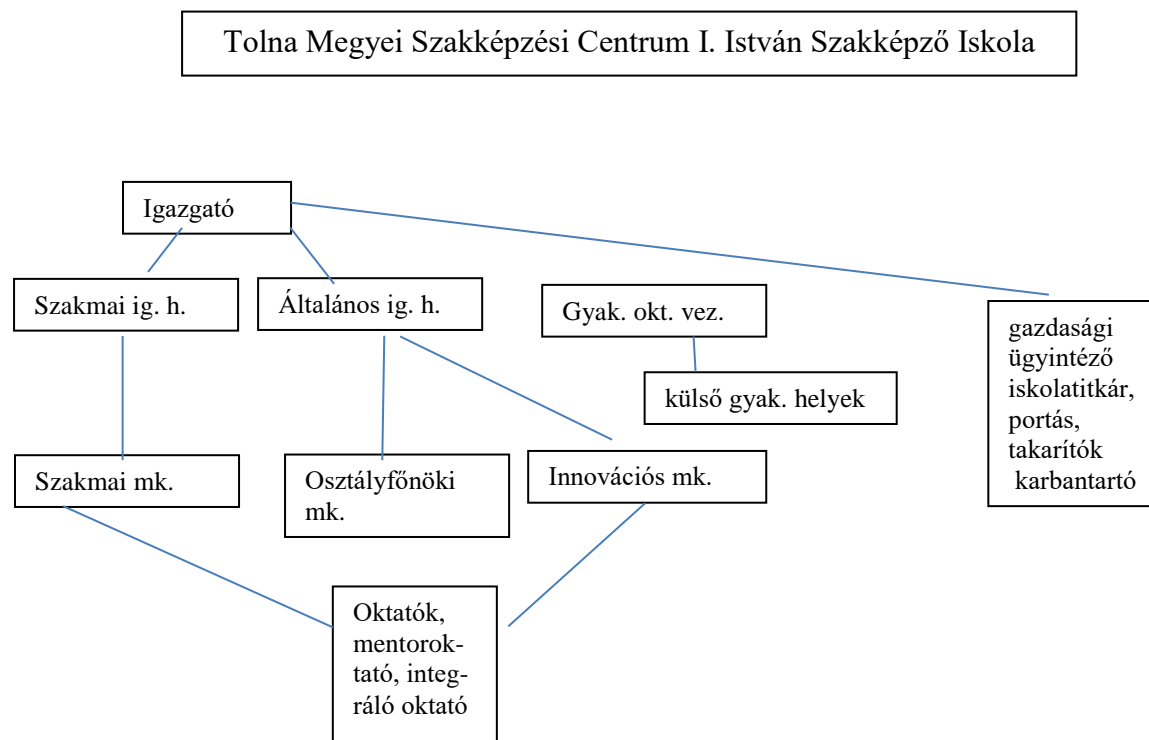 Tolna Megyei Szakképzési Centrum I. István Szakképző Iskola
Igazgató
Szakmai ig. h.
Általános ig. h.
Gyak. okt. vez.
gazdasági
ügyintéző
iskolatitkár,
portás,
takarítók
karbantartó
külső gyak. helyek
Szakmai mk.
Osztályfőnöki
mk.
Innovációs mk.
Oktatók,
mentorok-
tató, integ-
ráló oktató